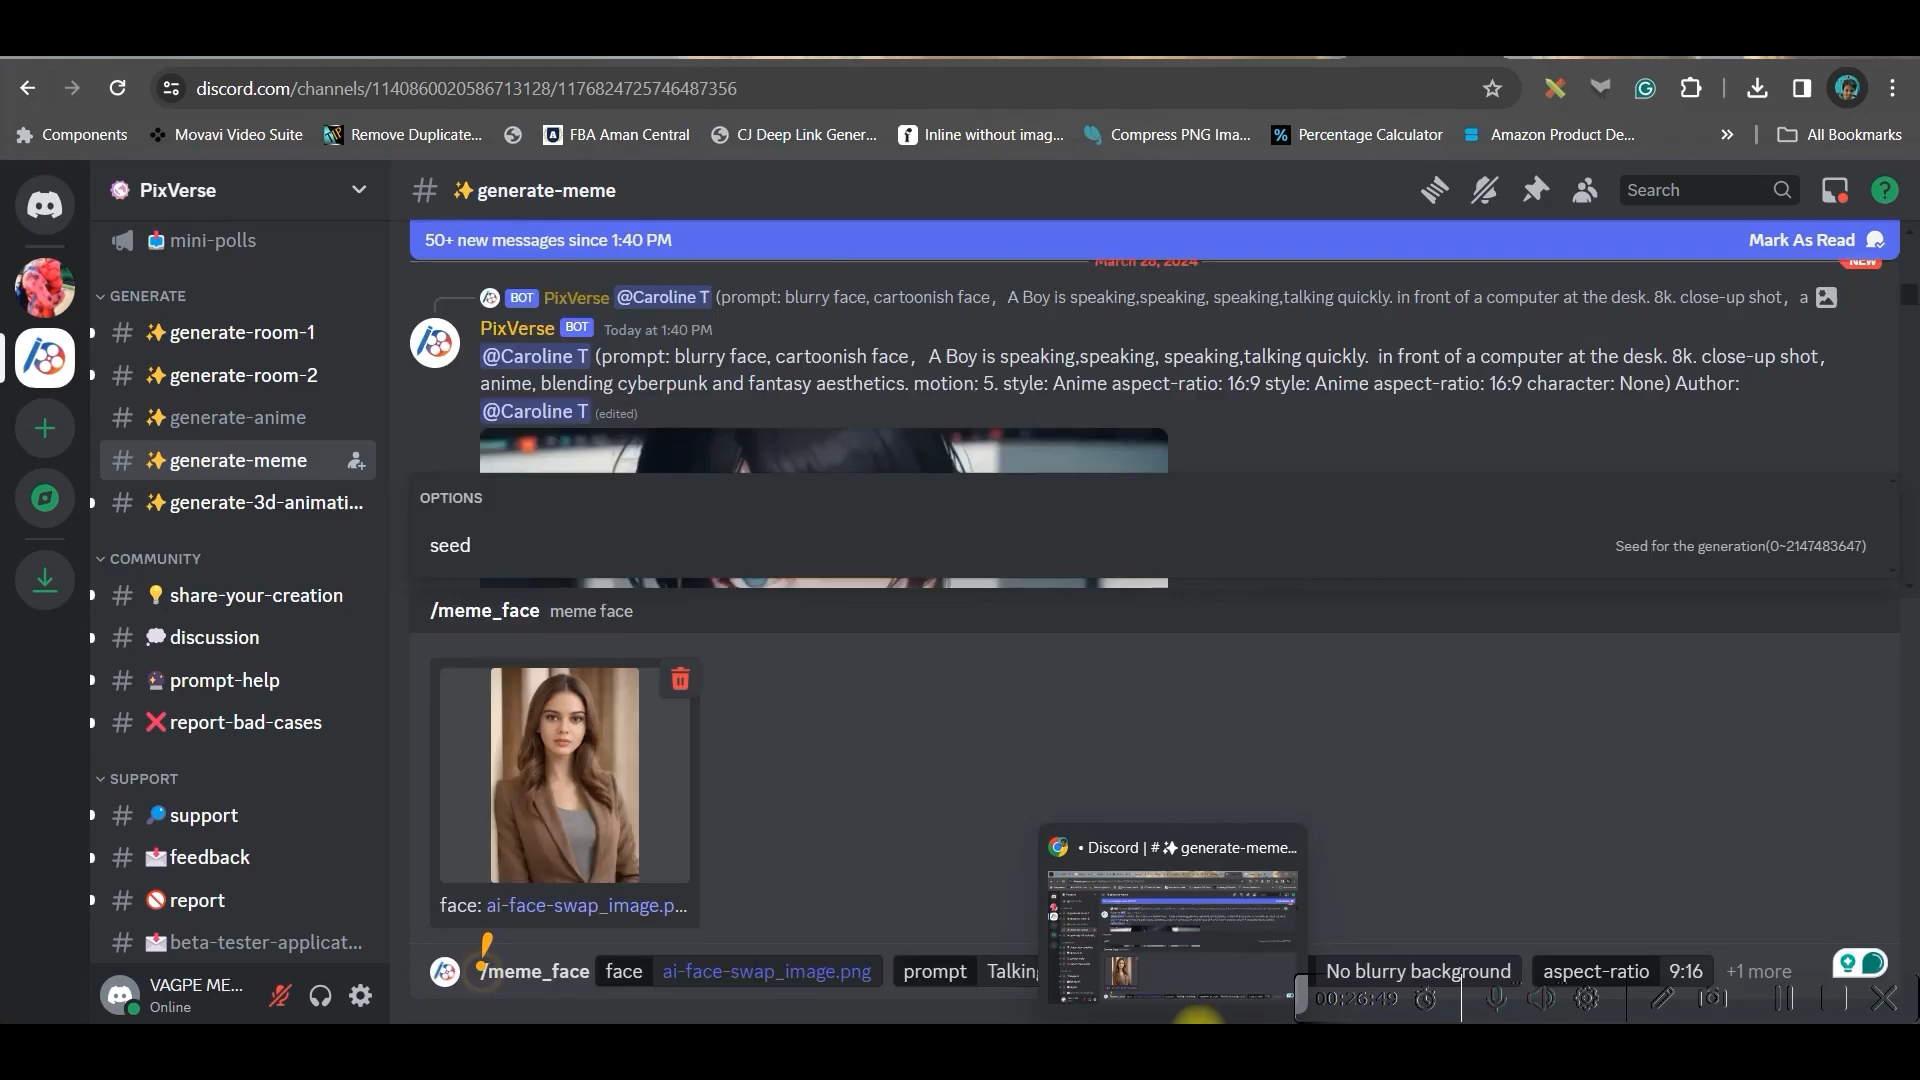 discord.com/channels/1140860020586713128/1176824725746487356
Components
Movavi Video Suite
Remove Duplicate...
FBA Aman Central
CJ Deep Link Gener...
Inline without imag...
Compress PNG Ima...
Percentage Calculator
Amazon Product De...
All Bookmarks
PixVerse
mini-polls
GENERATE
generate-room-1
generate-room-2
generate-anime
generate-meme
generate-3d-animati...
COMMUNITY
share-your-creation
discussion
prompt-help
report-bad-cases
SUPPORT
support
feedback
report
beta-tester-applicat...
VAGPE ME...
Online
generate-meme
Search
50+ new messages since 1:40 PM
Mark As Read
March 28, 2024
NEW
BOT PixVerse @Caroline T (prompt: blurry face, cartoonish face, A Boy is speaking,speaking, speaking,talking quickly. in front of a computer at the desk. 8k. close-up shot, a
PixVerse BOT Today at 1:40 PM
@Caroline T (prompt: blurry face, cartoonish face, A Boy is speaking,speaking, speaking,talking quickly. in front of a computer at the desk. 8k. close-up shot,
anime, blending cyberpunk and fantasy aesthetics. motion: 5. style: Anime aspect-ratio: 16:9 style: Anime aspect-ratio: 16:9 character: None) Author:
@Caroline T (edited)
OPTIONS
seed
Seed for the generation(0~2147483647)
/meme_face meme face
face: ai-face-swap_image.p...
• Discord | # generate-meme...
/meme_face face ai-face-swap_image.png prompt Talkin
No blurry background aspect-ratio 9:16 +1 more
00:26:49